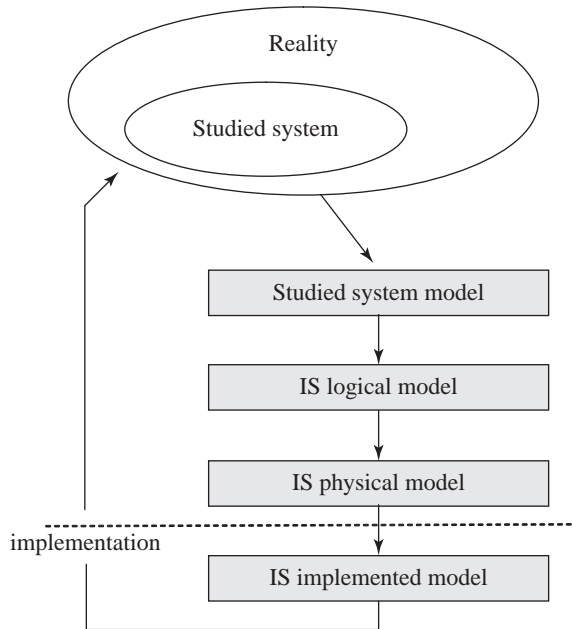 Reality
Studied system
Studied system model
IS logical model
IS physical model
implementation
IS implemented model